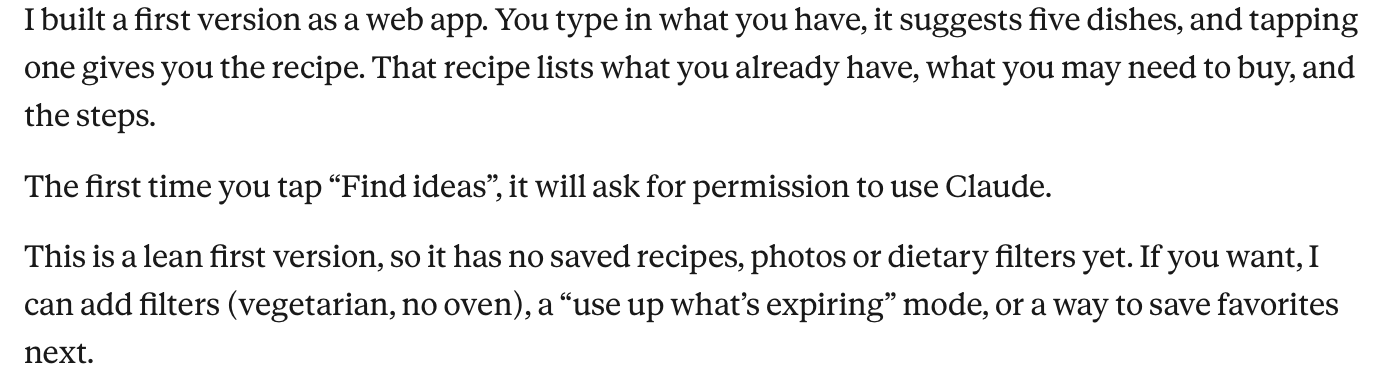 I built a first version as a web app. You type in what you have, it suggests five dishes, and tapping
one gives you the recipe. That recipe lists what you already have, what you may need to buy, and
the steps.
The first time you tap “Find ideas”, it will ask for permission to use Claude.
This is a lean first version, so it has no saved recipes, photos or dietary filters yet. If you want, I
can add filters (vegetarian, no oven), a “use up what’s expiring” mode, or a way to save favorites
next.